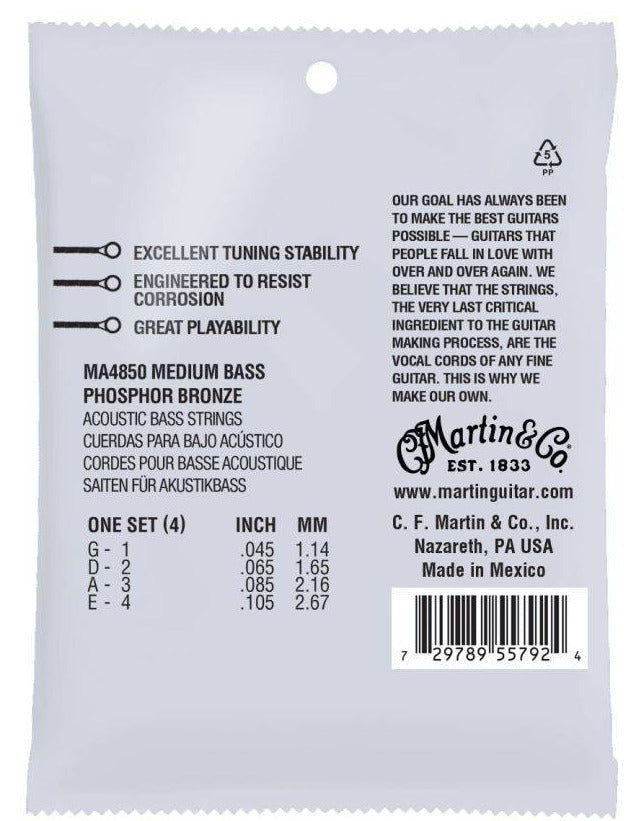 5
PP
OUR GOAL HAS ALWAYS BEEN
TO MAKE THE BEST GUITARS
POSSIBLE — GUITARS THAT
PEOPLE FALL IN LOVE WITH
OVER AND OVER AGAIN. WE
BELIEVE THAT THE STRINGS,
THE VERY LAST CRITICAL
INGREDIENT TO THE GUITAR
MAKING PROCESS, ARE THE
VOCAL CORDS OF ANY FINE
GUITAR. THIS IS WHY WE
MAKE OUR OWN.
EXCELLENT TUNING STABILITY
ENGINEERED TO RESIST
CORROSION
GREAT PLAYABILITY
MA4850 MEDIUM BASS
PHOSPHOR BRONZE
ACOUSTIC BASS STRINGS
CUERDAS PARA BAJO ACÚSTICO
CORDES POUR BASSE ACOUSTIQUE
SAITEN FÜR AKUSTIKBASS
ONE SET (4) INCH MM
G - 1 .045 1.14
D - 2 .065 1.65
A - 3 .085 2.16
E - 4 .105 2.67
CF Martin & Co.
EST. 1833
www.martinguitar.com
C. F. Martin & Co., Inc.
Nazareth, PA USA
Made in Mexico
7 29789 55792 4